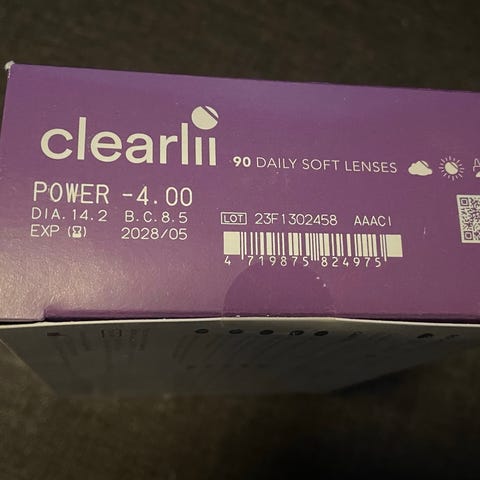 clearlii
90 DAILY SOFT LENSES
POWER -4.00
DIA.14.2 B.C.8.5
LOT 23F1302458 AAACI
EXP 2028/05
4 719875 824975